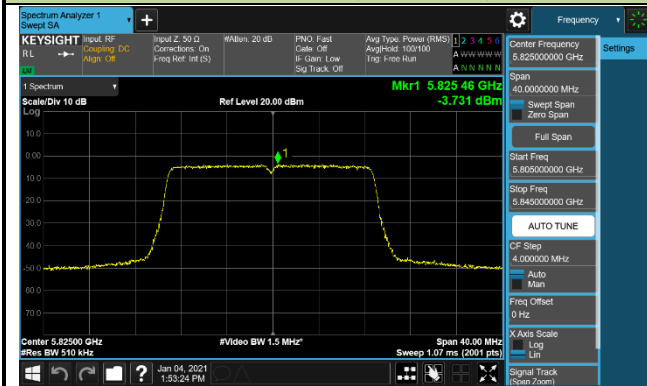 Spectrum Analyzer 1
Swept SA
+
Frequency
KEYSIGHT
RL
Input: RF
Coupling: DC
Align: Off
Input Z: 50 Ω
Corrections: On
Freq Ref: Int (S)
#Atten: 20 dB
PNO: Fast
Gate: Off
IF Gain: Low
Sig Track: Off
Avg Type: Power (RMS)
Avg|Hold: 100/100
Trig: Free Run
1 2 3 4 5 6
A W W W W W
A N N N N N
1 Spectrum
Scale/Div 10 dB
Log
Ref Level 20.00 dBm
Mkr1 5.825 46 GHz
-3.731 dBm
10.0
0.00
-10.0
-20.0
-30.0
-40.0
-50.0
-60.0
-70.0
1
Center 5.82500 GHz
#Res BW 510 kHz
#Video BW 1.5 MHz*
Span 40.00 MHz
Sweep 1.07 ms (2001 pts)
Jan 04, 2021
1:53:24 PM
?
Settings
Center Frequency
5.825000000 GHz
Span
40.0000000 MHz
Swept Span
Zero Span
Full Span
Start Freq
5.805000000 GHz
Stop Freq
5.845000000 GHz
AUTO TUNE
CF Step
4.000000 MHz
Auto
Man
Freq Offset
0 Hz
X Axis Scale
Log
Lin
Signal Track
(Span Zoom)